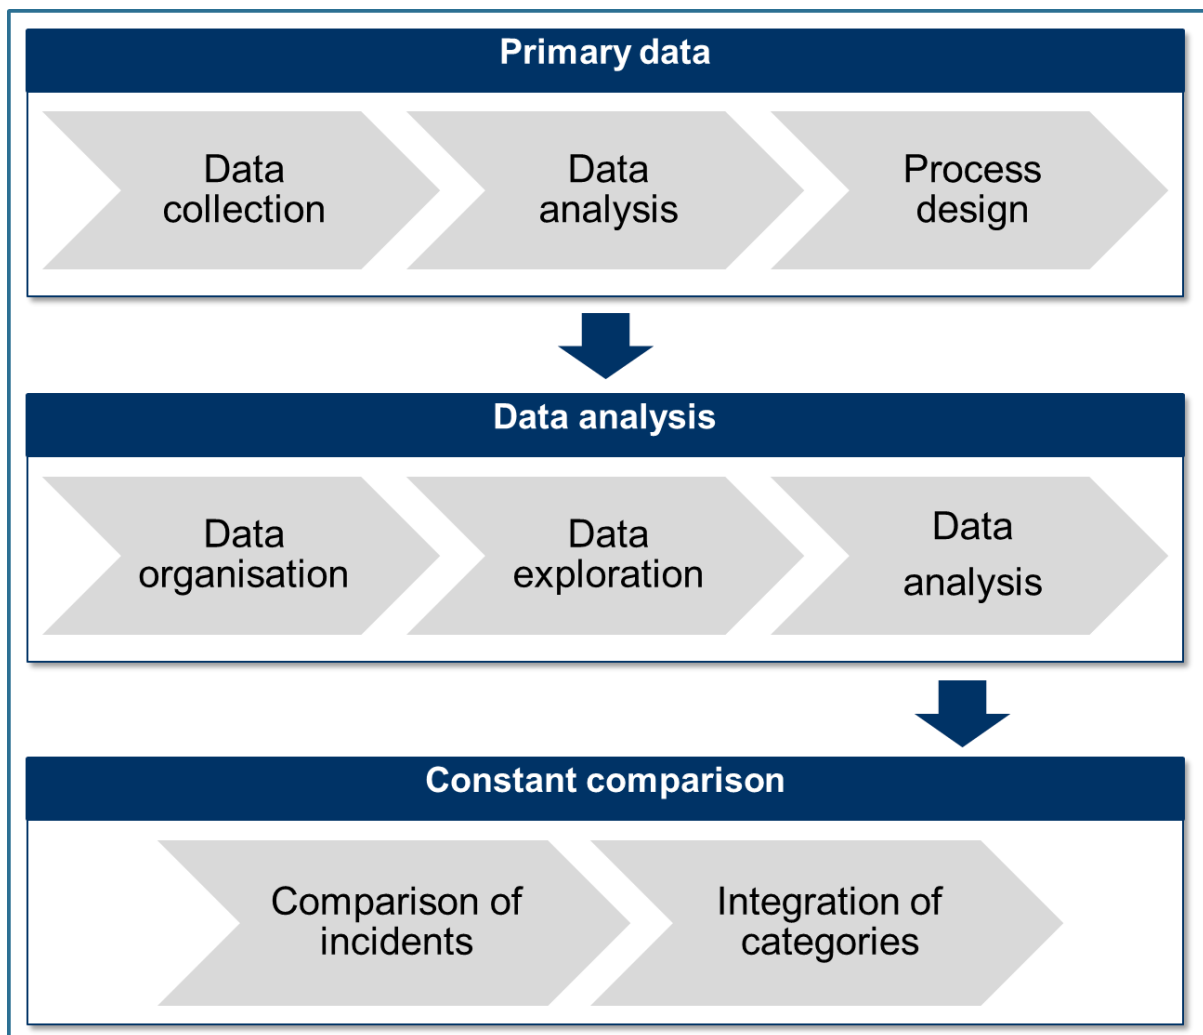 Primary data
Data
collection
Data
analysis
Process
design
Data analysis
Data
organisation
Data
exploration
Data
analysis
Constant comparison
Comparison of
incidents
Integration of
categories